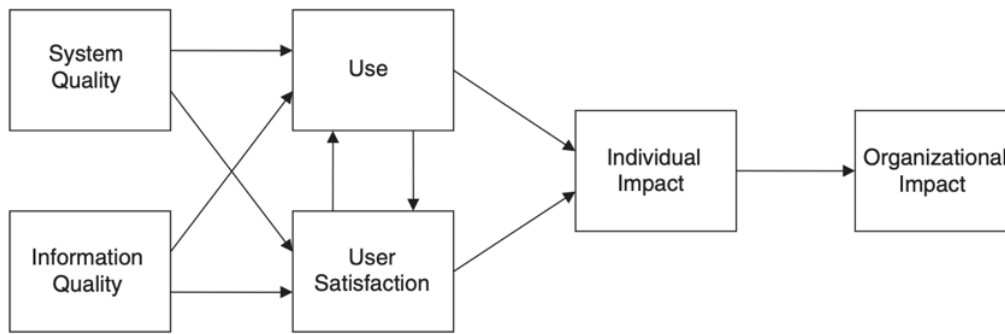 System
Quality
Use
Individual
Impact
Organizational
Impact
Information
Quality
User
Satisfaction